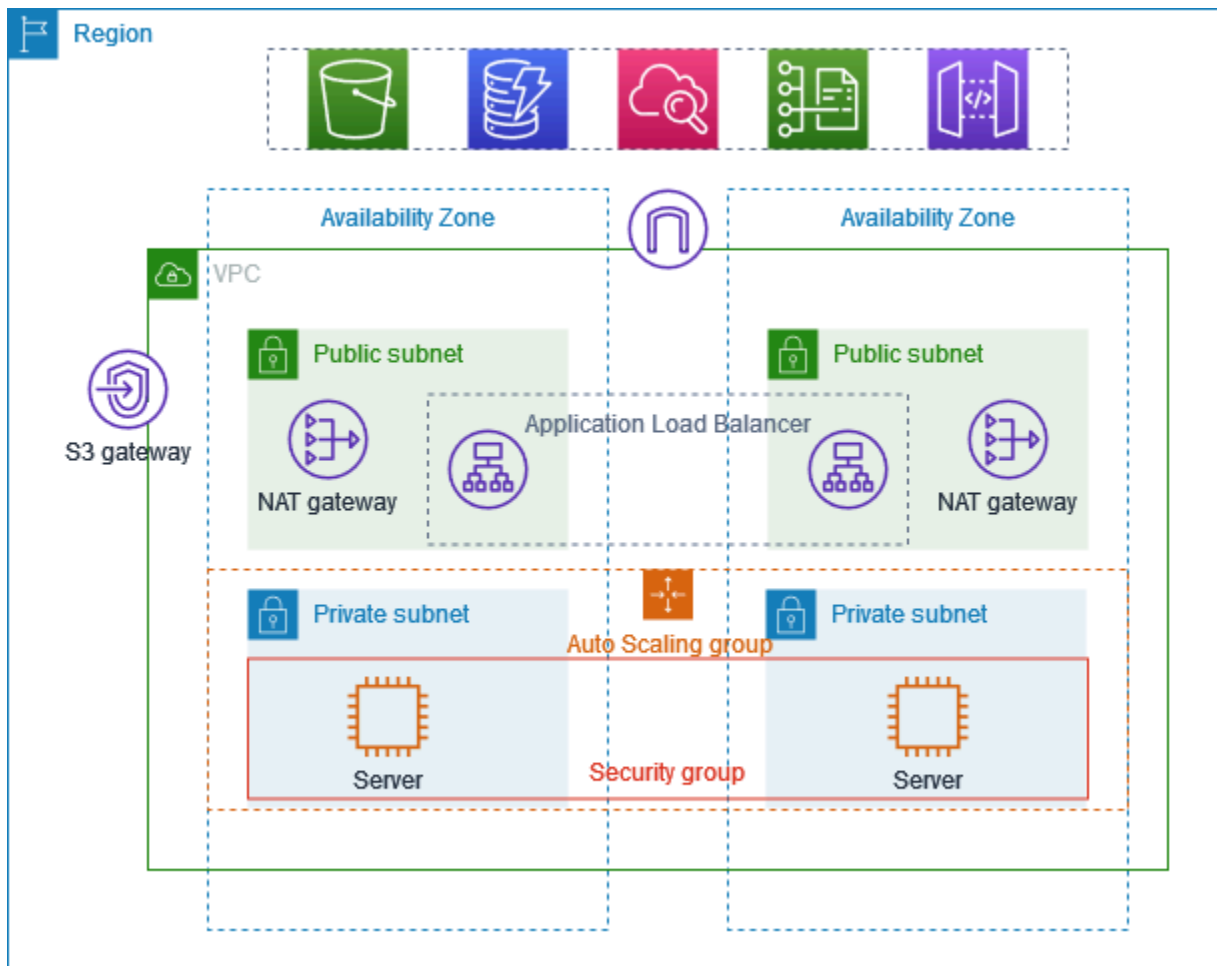 Region
Availability Zone
Availability Zone
VPC
Public subnet
Public subnet
Application Load Balancer
S3 gateway
NAT gateway
NAT gateway
Private subnet
Private subnet
Auto Scaling group
Security group
Server
Server